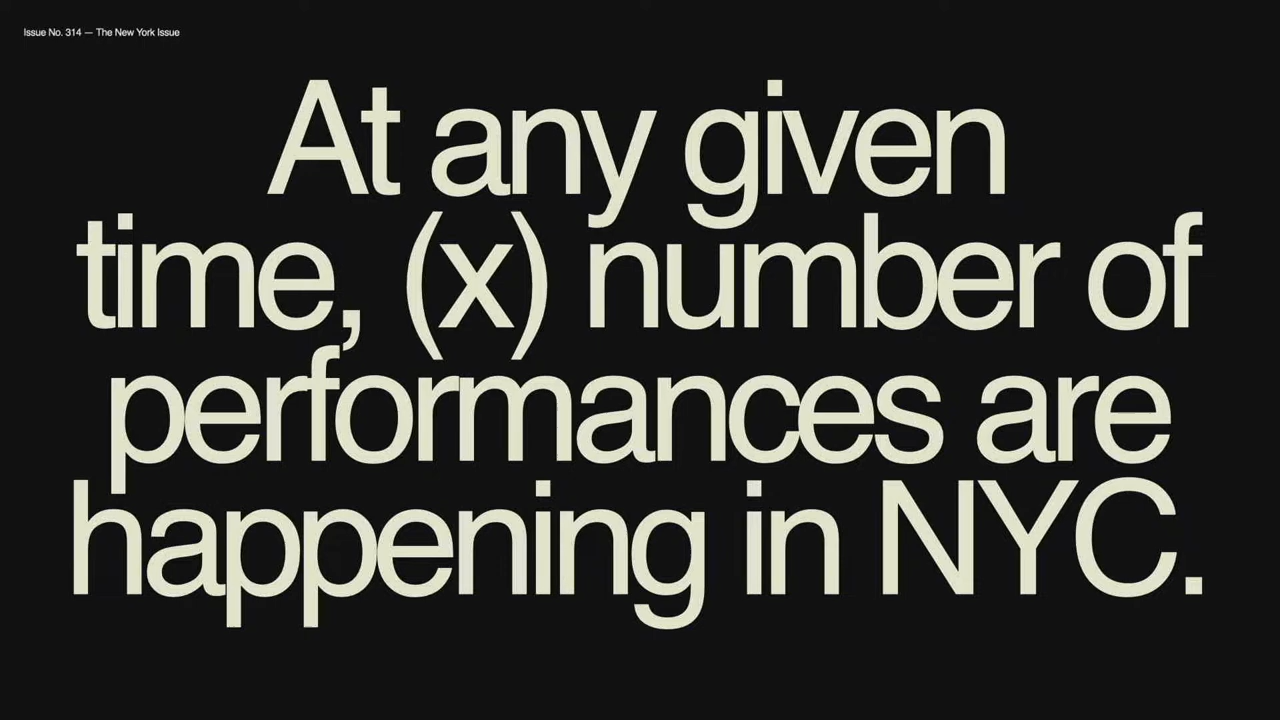 Issue No. 314 — The New York Issue
At any given
time, (x) number of
performances are
happening in NYC.